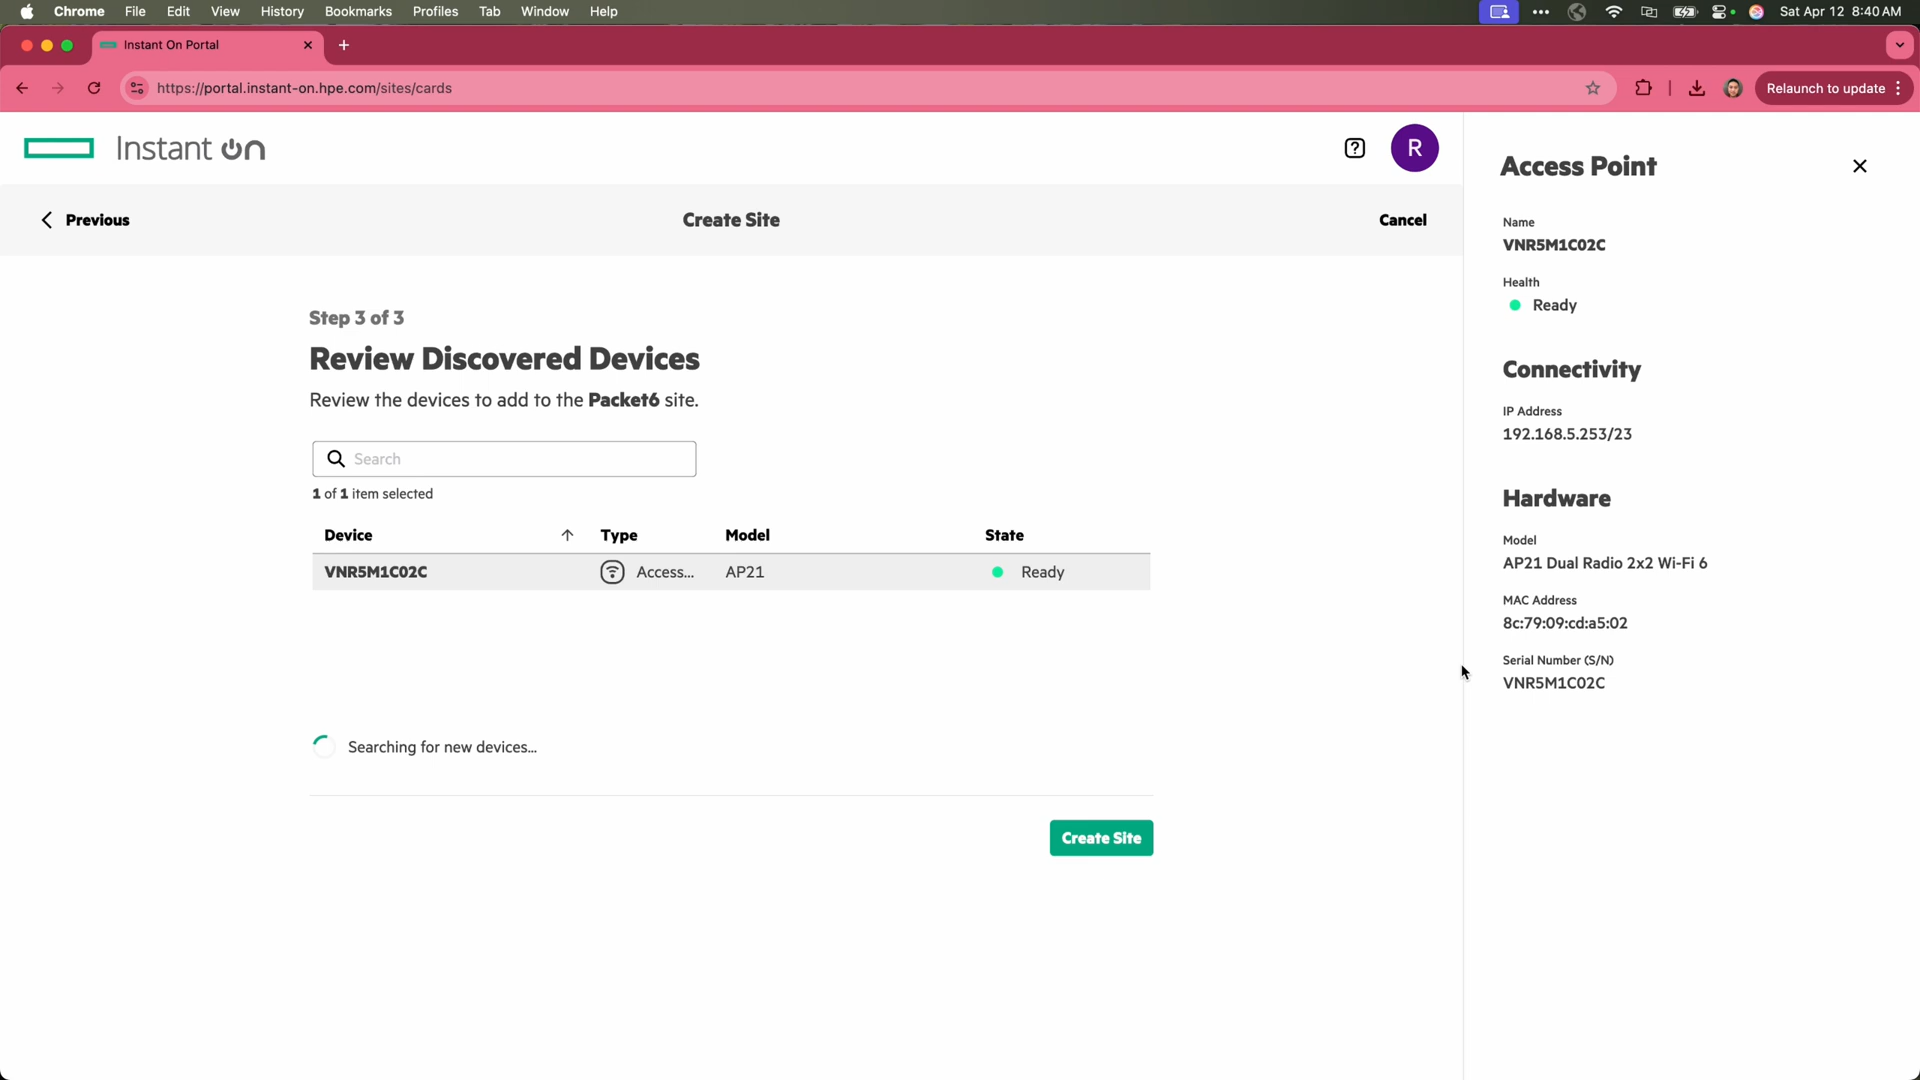 Chrome File Edit View History Bookmarks Profiles Tab Window Help Sat Apr 12 8:40 AM
Instant On Portal
https://portal.instant-on.hpe.com/sites/cards Relaunch to update
Instant On R
Previous Create Site Cancel
Step 3 of 3
Review Discovered Devices
Review the devices to add to the Packet6 site.
Search
1 of 1 item selected
Device Type Model State
VNR5M1C02C Access... AP21 Ready
Searching for new devices...
Create Site
Access Point
Name
VNR5M1C02C
Health
Ready
Connectivity
IP Address
192.168.5.253/23
Hardware
Model
AP21 Dual Radio 2x2 Wi-Fi 6
MAC Address
8c:79:09:cd:a5:02
Serial Number (S/N)
VNR5M1C02C